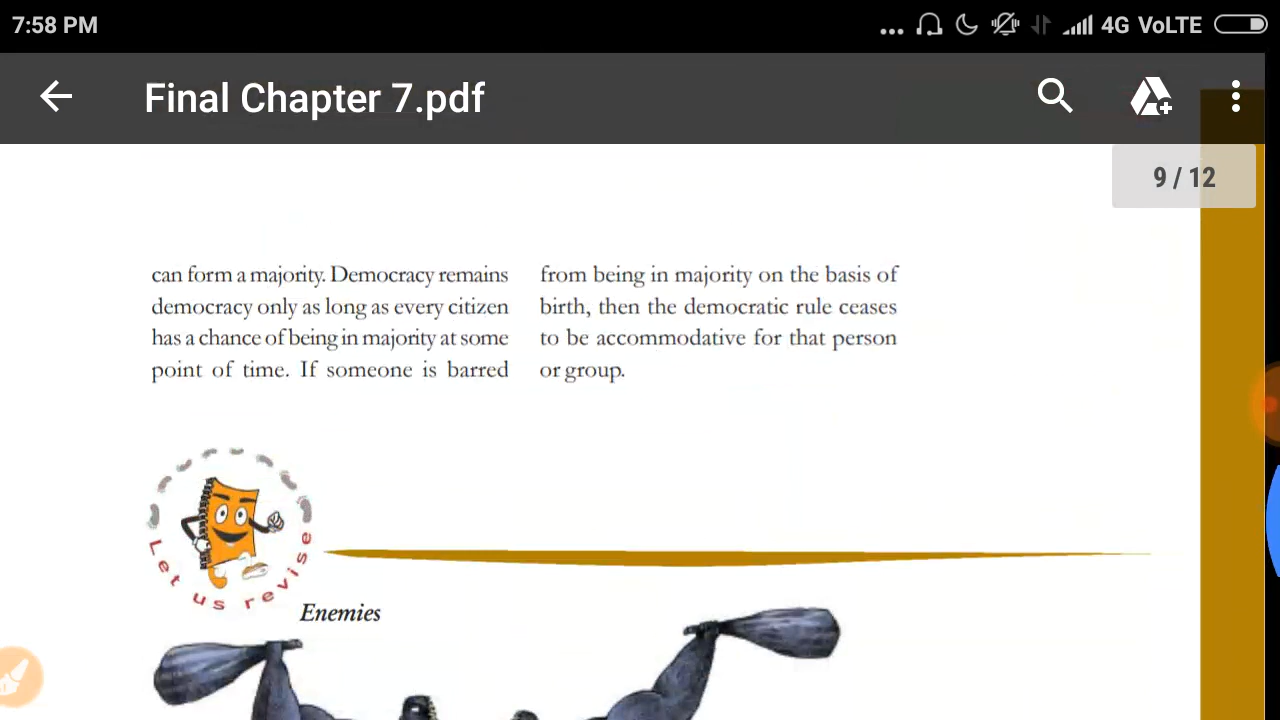 7:58 PM
4G VoLTE
Final Chapter 7.pdf
9 / 12
can form a majority. Democracy remains
democracy only as long as every citizen
has a chance of being in majority at some
point of time. If someone is barred
from being in majority on the basis of
birth, then the democratic rule ceases
to be accommodative for that person
or group.
Let us revise
Enemies